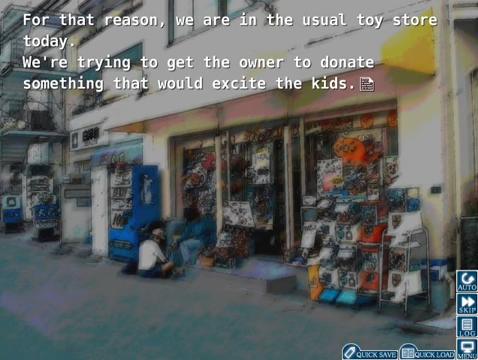 For that reason, we are in the usual toy store
today.
We're trying to get the owner to donate
something that would excite the kids.
AUTO
SKIP
LOG
MENU
QUICK SAVE
QUICK LOAD